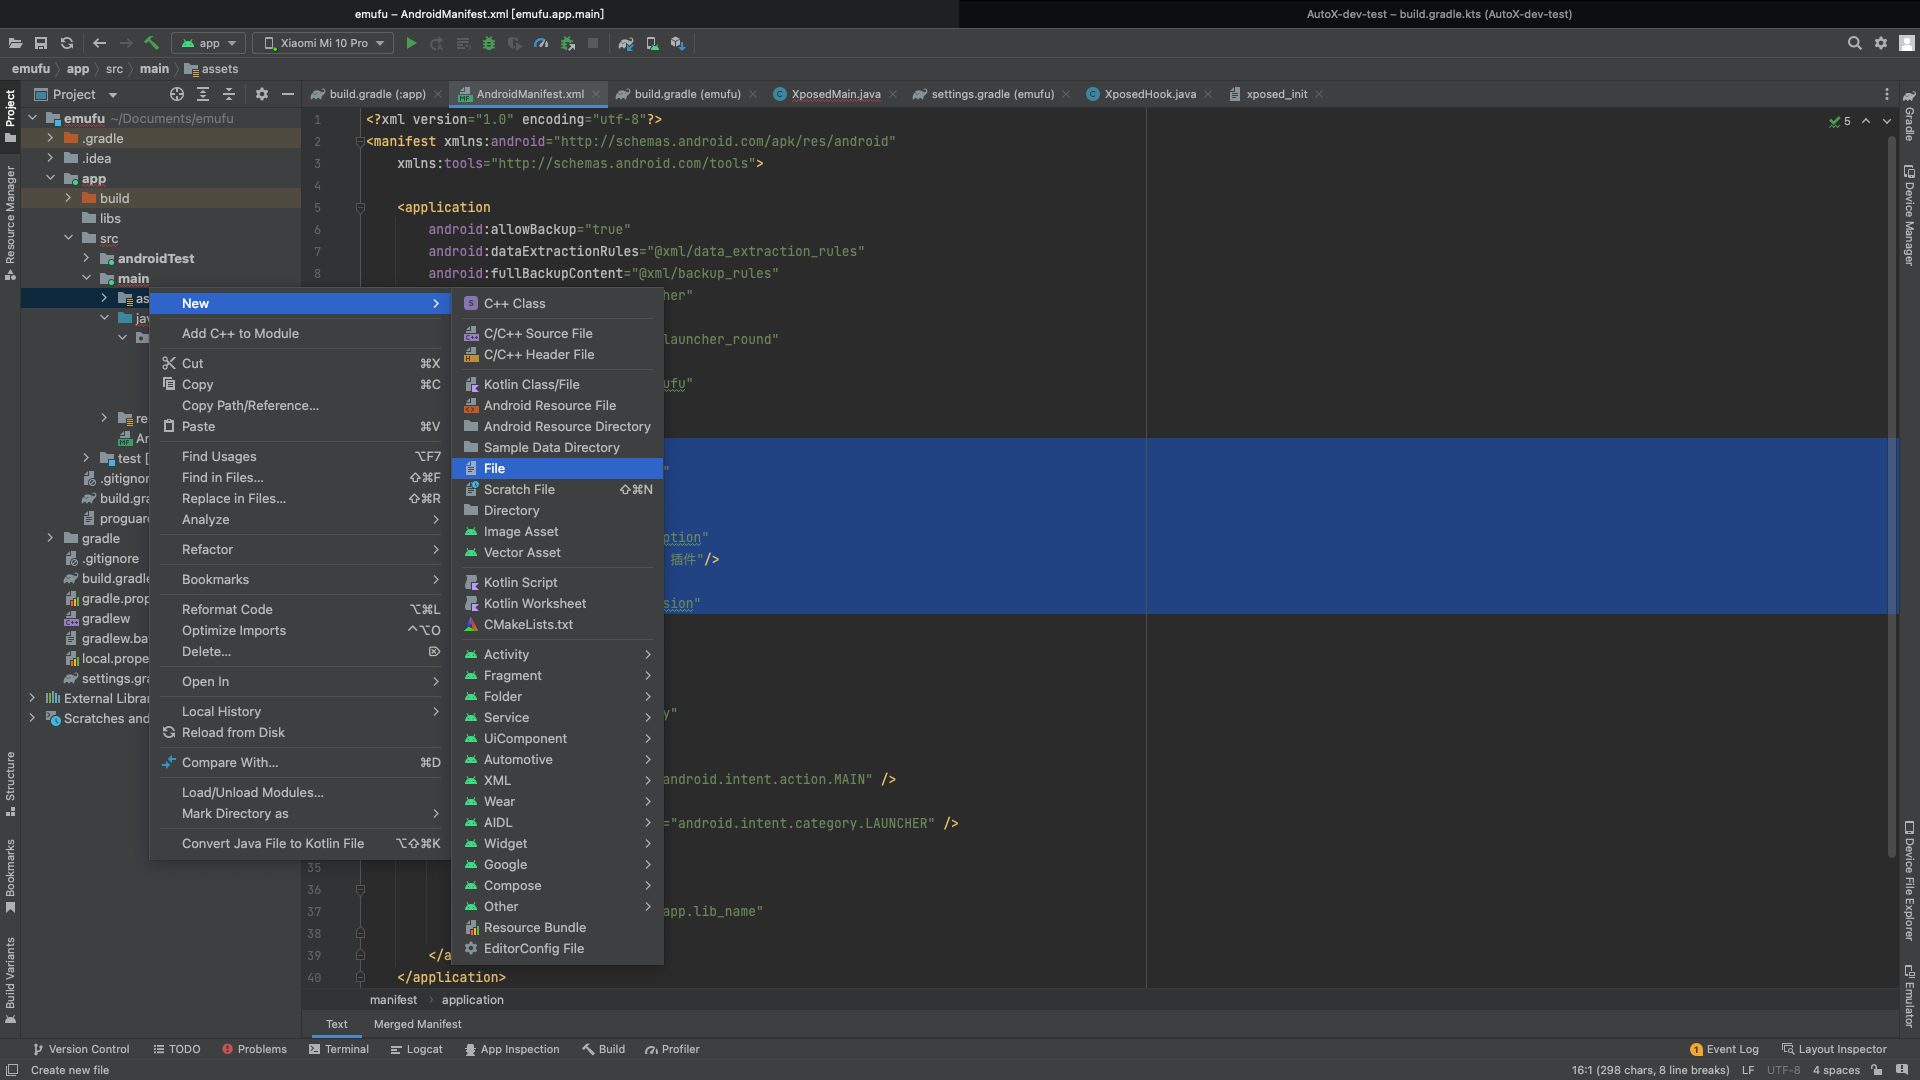 emufu – AndroidManifest.xml [emufu.app.main]
AutoX-dev-test – build.gradle.kts (AutoX-dev-test)
app
Xiaomi Mi 10 Pro
emufu
app
src
main
assets
Project
build.gradle (:app)
AndroidManifest.xml
build.gradle (emufu)
XposedMain.java
settings.gradle (emufu)
XposedHook.java
xposed_init
Project
Resource Manager
Structure
Bookmarks
Build Variants
emufu ~/Documents/emufu
.gradle
.idea
app
build
libs
src
androidTest
main
as
jav
re
An
test [
.gitignor
build.gra
proguard
gradle
.gitignore
build.gradle
gradle.prop
gradlew
gradlew.bat
local.prope
settings.gra
External Librar
Scratches and
New
Add C++ to Module
Cut ⌘X
Copy ⌘C
Copy Path/Reference...
Paste ⌘V
Find Usages ⌥F7
Find in Files... ⇧⌘F
Replace in Files... ⇧⌘R
Analyze
Refactor
Bookmarks
Reformat Code ⌥⌘L
Optimize Imports ^⌥O
Delete... ⌦
Open In
Local History
Reload from Disk
Compare With... ⌘D
Load/Unload Modules...
Mark Directory as
Convert Java File to Kotlin File ⌥⇧⌘K
C++ Class
C/C++ Source File
C/C++ Header File
Kotlin Class/File
Android Resource File
Android Resource Directory
Sample Data Directory
File
Scratch File ⇧⌘N
Directory
Image Asset
Vector Asset
Kotlin Script
Kotlin Worksheet
CMakeLists.txt
Activity
Fragment
Folder
Service
UiComponent
Automotive
XML
Wear
AIDL
Widget
Google
Compose
Other
Resource Bundle
EditorConfig File
1 <?xml version="1.0" encoding="utf-8"?>
2 <manifest xmlns:android="http://schemas.android.com/apk/res/android"
3 xmlns:tools="http://schemas.android.com/tools">
4
5 <application
6 android:allowBackup="true"
7 android:dataExtractionRules="@xml/data_extraction_rules"
8 android:fullBackupContent="@xml/backup_rules"
her"
launcher_round"
ufu"
"
ption"
插件"/>
sion"
y"
android.intent.action.MAIN" />
="android.intent.category.LAUNCHER" />
35
36
37 app.lib_name"
38
39 </a
40 </application>
5
Gradle
Device Manager
Device File Explorer
Emulator
manifest
application
Text
Merged Manifest
Version Control
TODO
Problems
Terminal
Logcat
App Inspection
Build
Profiler
1 Event Log
Layout Inspector
Create new file
16:1 (298 chars, 8 line breaks)
LF
UTF-8
4 spaces